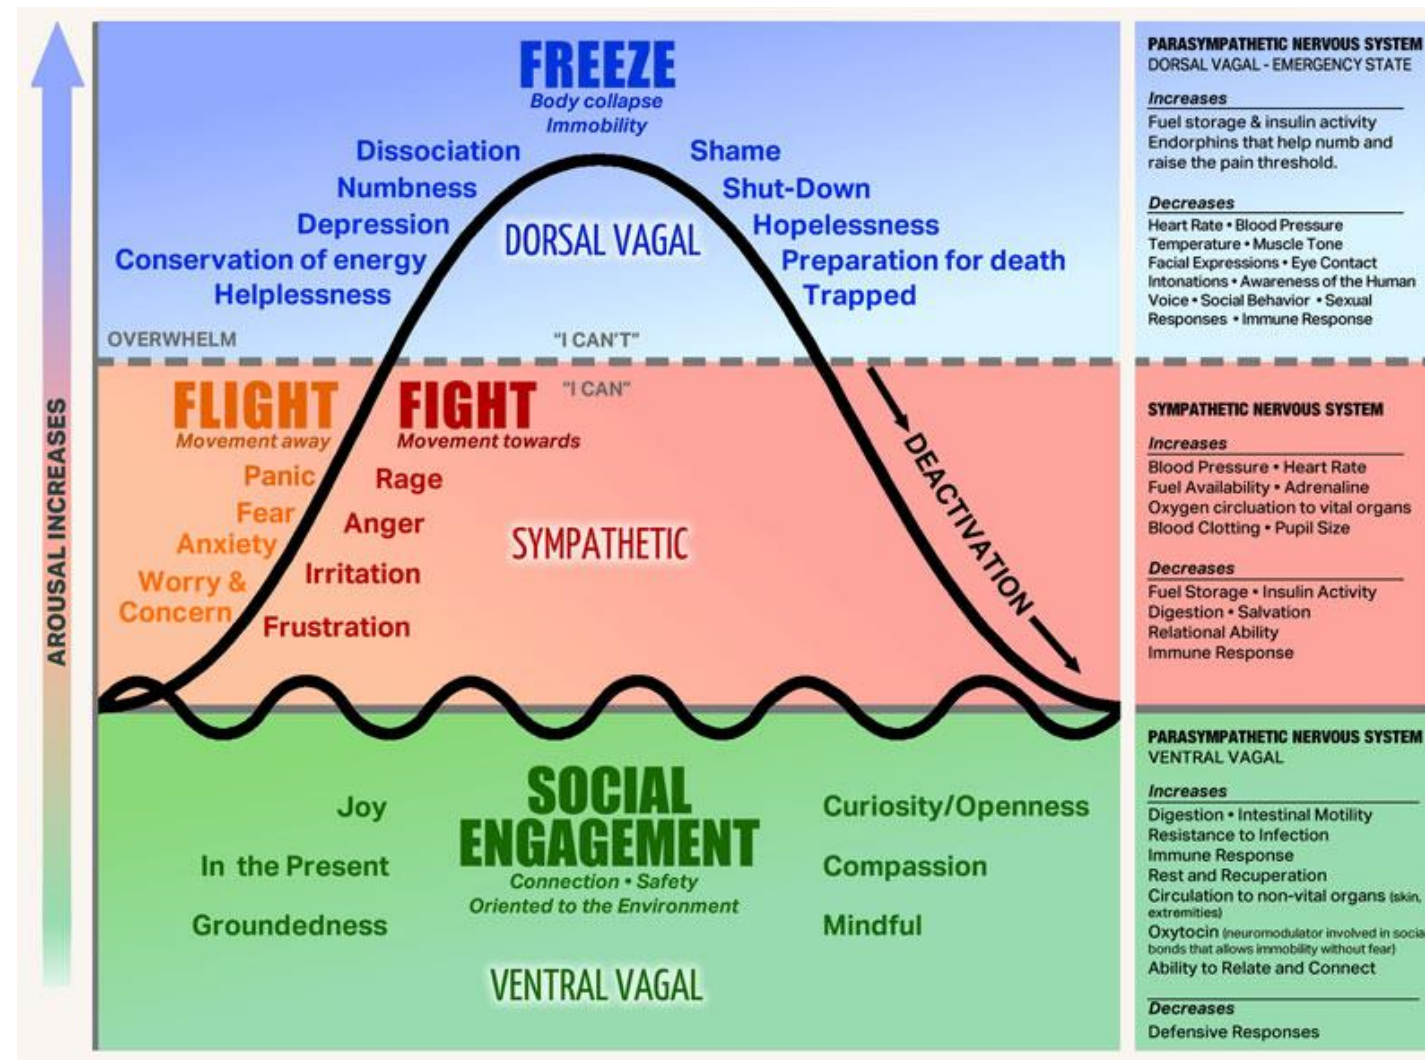 AROUSAL INCREASES
FREEZE
Body collapse
Immobility
Dissociation
Numbness
Depression
Conservation of energy
Helplessness
Shame
Shut-Down
Hopelessness
Preparation for death
Trapped
DORSAL VAGAL
OVERWHELM
"I CAN'T"
"I CAN"
FLIGHT
Movement away
Panic
Fear
Anxiety
Worry &
Concern
FIGHT
Movement towards
Rage
Anger
Irritation
Frustration
SYMPATHETIC
DEACTIVATION
SOCIAL
ENGAGEMENT
Connection • Safety
Oriented to the Environment
Joy
In the Present
Groundedness
Curiosity/Openness
Compassion
Mindful
VENTRAL VAGAL
PARASYMPATHETIC NERVOUS SYSTEM
DORSAL VAGAL - EMERGENCY STATE
Increases
Fuel storage & insulin activity
Endorphins that help numb and
raise the pain threshold.
Decreases
Heart Rate • Blood Pressure
Temperature • Muscle Tone
Facial Expressions • Eye Contact
Intonations • Awareness of the Human
Voice • Social Behavior • Sexual
Responses • Immune Response
SYMPATHETIC NERVOUS SYSTEM
Increases
Blood Pressure • Heart Rate
Fuel Availability • Adrenaline
Oxygen circluation to vital organs
Blood Clotting • Pupil Size
Decreases
Fuel Storage • Insulin Activity
Digestion • Salvation
Relational Ability
Immune Response
PARASYMPATHETIC NERVOUS SYSTEM
VENTRAL VAGAL
Increases
Digestion • Intestinal Motility
Resistance to Infection
Immune Response
Rest and Recuperation
Circulation to non-vital organs (skin,
extremities)
Oxytocin (neuromodulator involved in socia
bonds that allows immobility without fear)
Ability to Relate and Connect
Decreases
Defensive Responses